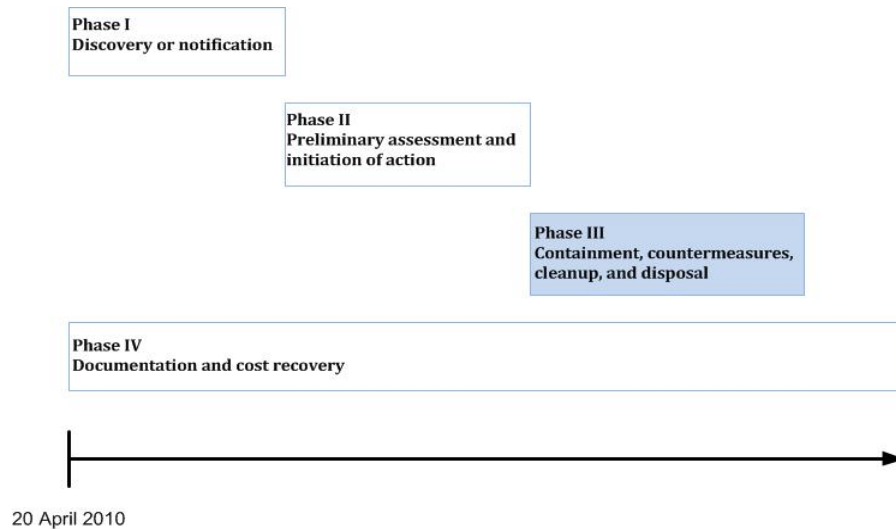 Phase I
Discovery or notification
Phase II
Preliminary assessment and
initiation of action
Phase III
Containment, countermeasures,
cleanup, and disposal
Phase IV
Documentation and cost recovery
20 April 2010